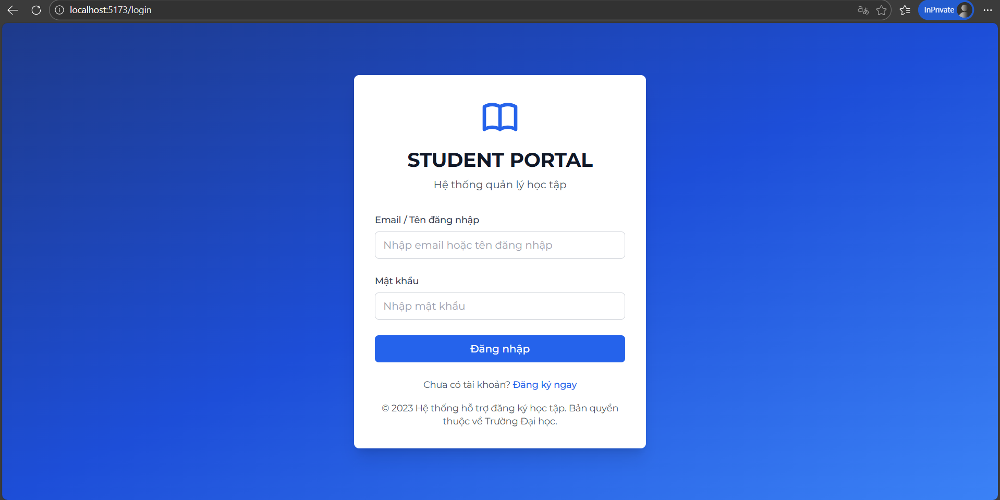 localhost:5173/login
InPrivate
STUDENT PORTAL
Hệ thống quản lý học tập
Email / Tên đăng nhập
Nhập email hoặc tên đăng nhập
Mật khẩu
Nhập mật khẩu
Đăng nhập
Chưa có tài khoản? Đăng ký ngay
© 2023 Hệ thống hỗ trợ đăng ký học tập. Bản quyền
thuộc về Trường Đại học.